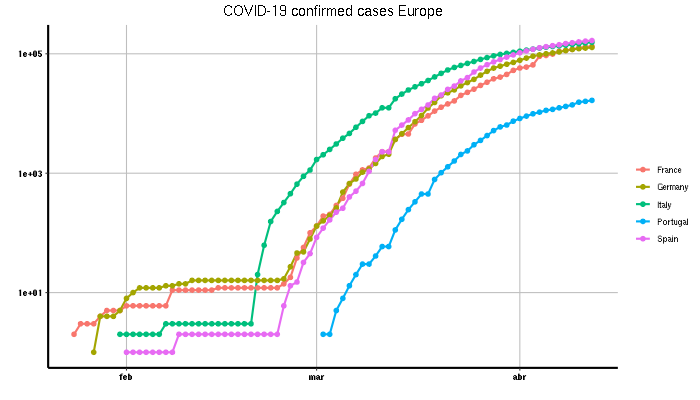 COVID-19 confirmed cases Europe
1e+05
1e+03
1e+01
feb mar abr
France
Germany
Italy
Portugal
Spain